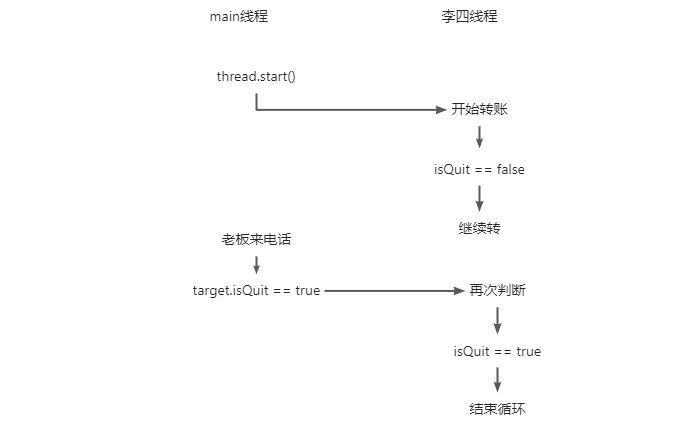 main线程
李四线程
thread.start()
开始转账
isQuit == false
继续转
老板来电话
target.isQuit == true
再次判断
isQuit == true
结束循环